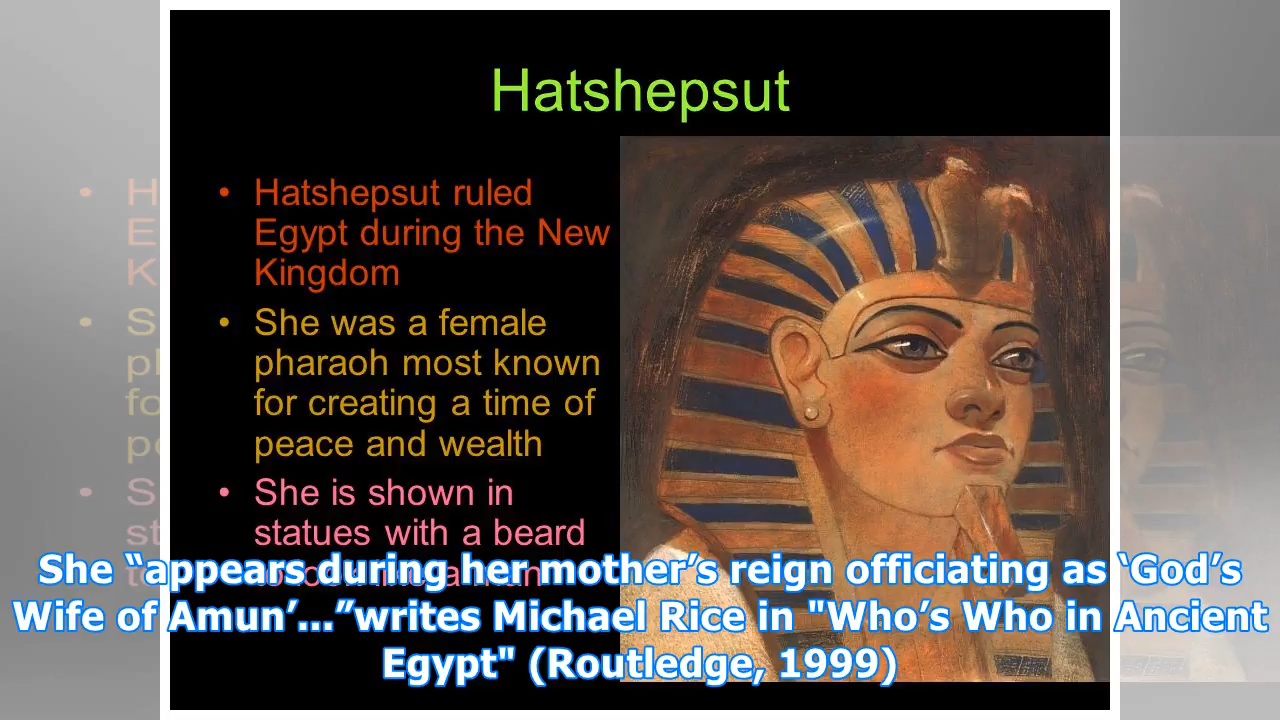 Hatshepsut
• Hatshepsut ruled
Egypt during the New
Kingdom
• She was a female
pharaoh most known
for creating a time of
peace and wealth
• She is shown in
statues with a beard
She “appears during her mother’s reign officiating as ‘God’s
Wife of Amun’...”writes Michael Rice in "Who’s Who in Ancient
Egypt" (Routledge, 1999)